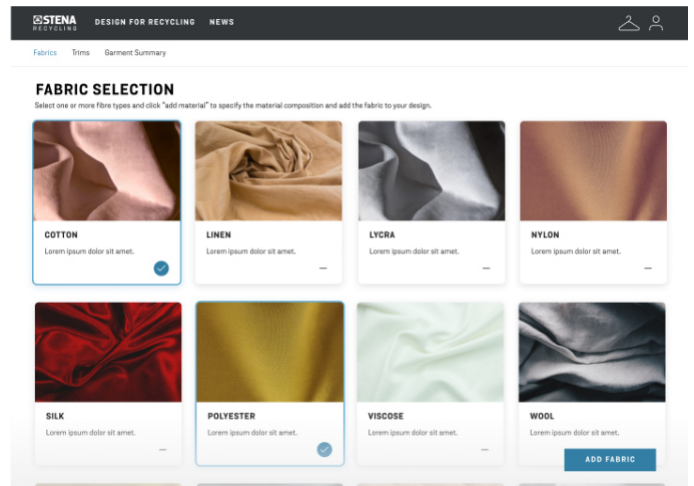 STENA
RECYCLING
DESIGN FOR RECYCLING NEWS
Fabrics Trims Garment Summary
FABRIC SELECTION
Select one or more fibre types and click "add material" to specify the material composition and add the fabric to your design.
COTTON
Lorem ipsum dolor sit amet.
LINEN
Lorem ipsum dolor sit amet.
LYCRA
Lorem ipsum dolor sit amet.
NYLON
Lorem ipsum dolor sit amet.
SILK
Lorem ipsum dolor sit amet.
POLYESTER
Lorem ipsum dolor sit amet.
VISCOSE
Lorem ipsum dolor sit amet.
WOOL
Lorem ipsum dolor sit amet.
ADD FABRIC